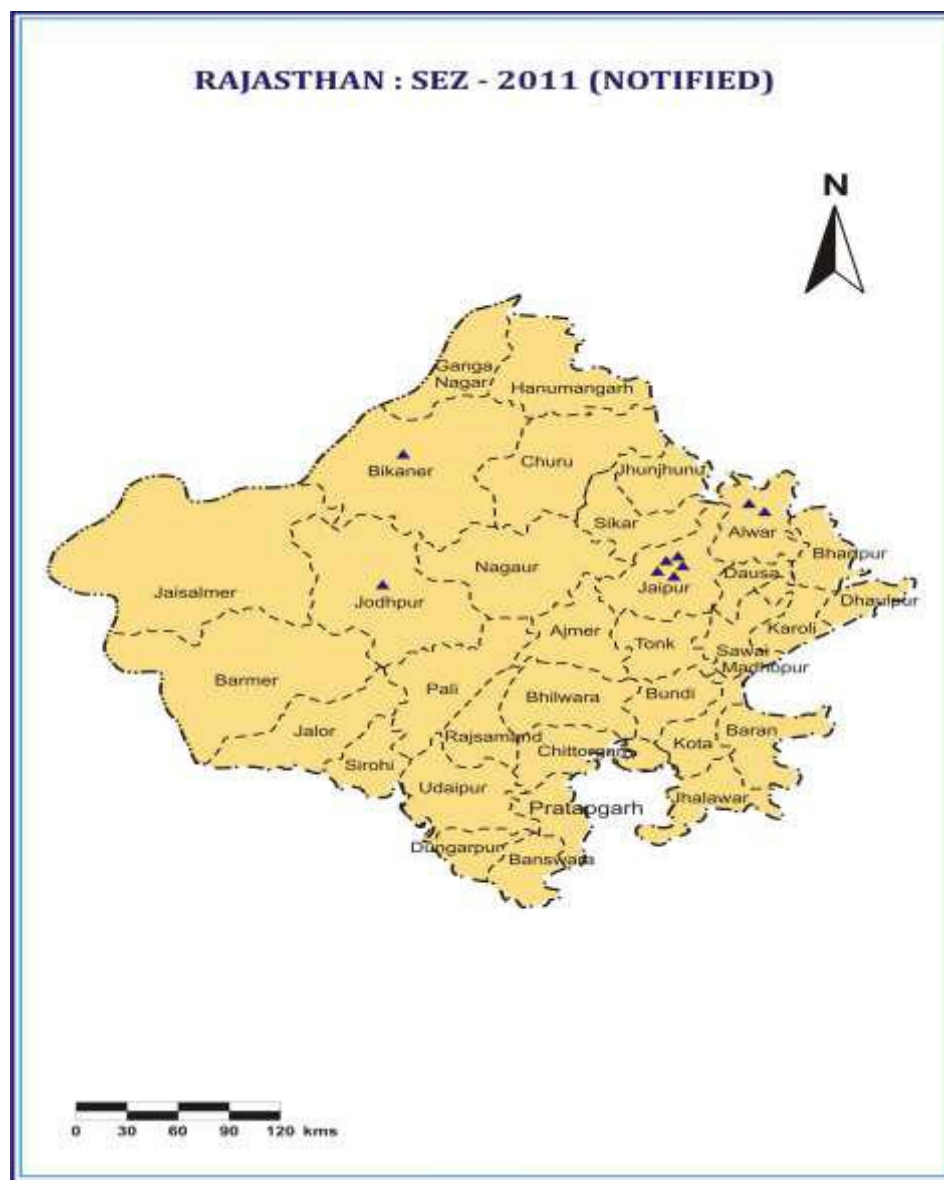 RAJASTHAN : SEZ - 2011 (NOTIFIED)
N
Ganga
Nagar
Hanumangarh
Bikaner
Churu
Jhunjhunu
Sikar
Alwar
Bharipur
Nagaur
Jaipur
Dausa
Jaisalmer
Jodhpur
Dhaulpur
Ajmer
Tonk
Karoli
Sawai
Madhopur
Barmer
Pali
Bhilwara
Bundi
Jalor
Rajsamand
Chittorgarh
Kota
Baran
Sirohi
Udaipur
Pratapgarh
Jhalawar
Dungarpur
Banswara
0 30 60 90 120 kms